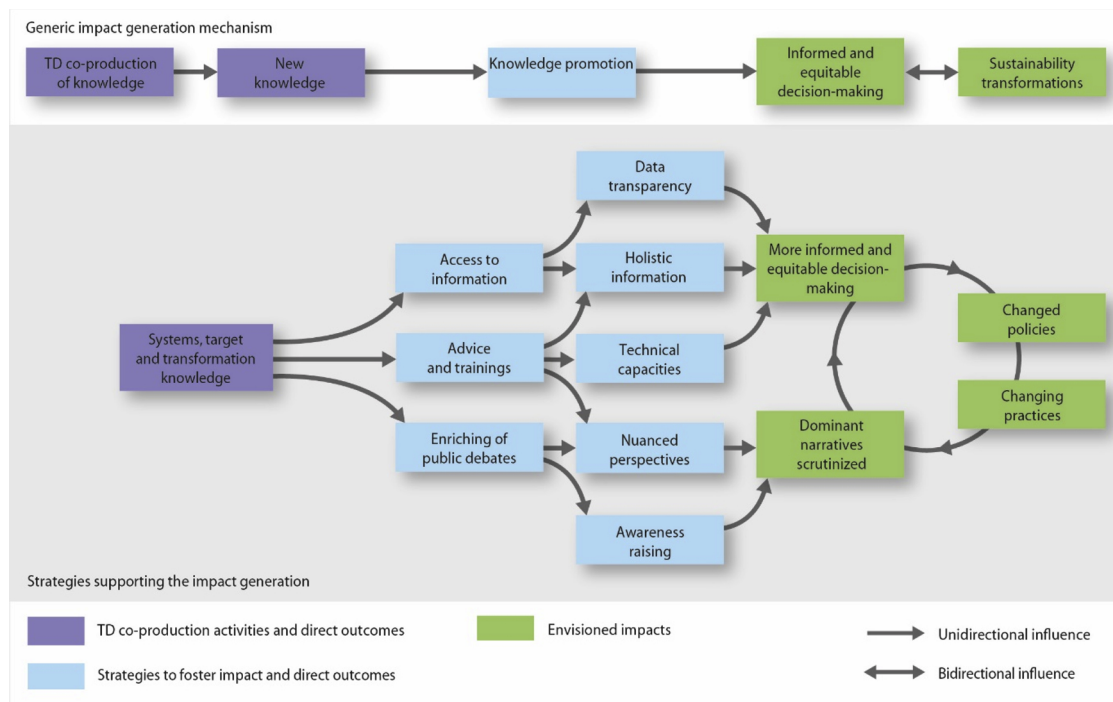 Generic impact generation mechanism
TD co-production
of knowledge
New
knowledge
Knowledge promotion
Informed and
equitable
decision-making
Sustainability
transformations
Data
transparency
Access to
information
Holistic
information
More informed and
equitable decision-
making
Changed
policies
Systems, target
and transformation
knowledge
Advice
and trainings
Technical
capacities
Changing
practices
Enriching of
public debates
Nuanced
perspectives
Dominant
narratives
scrutinized
Awareness
raising
Strategies supporting the impact generation
TD co-production activities and direct outcomes
Envisioned impacts
Unidirectional influence
Strategies to foster impact and direct outcomes
Bidirectional influence